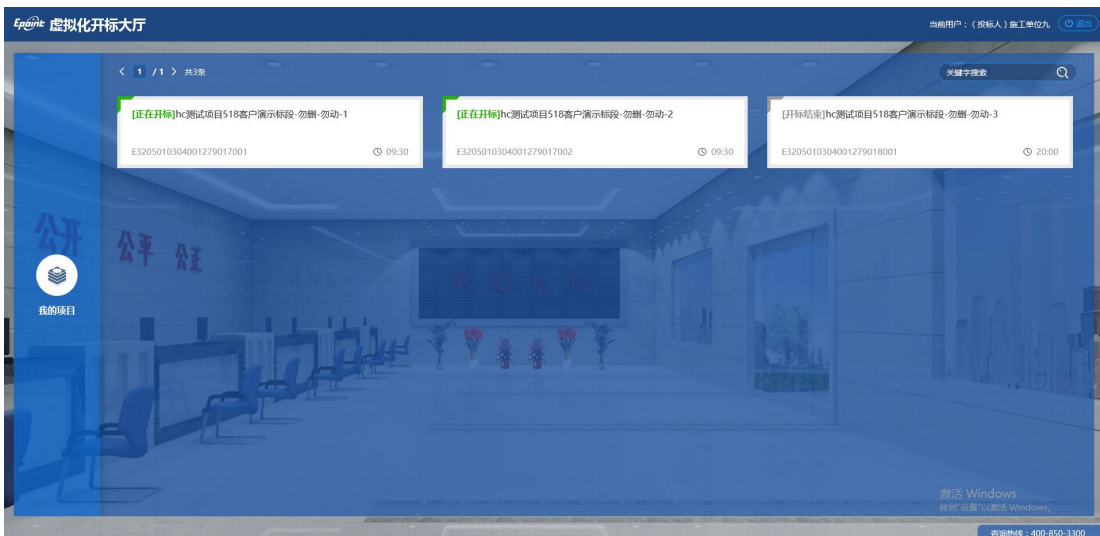 Epoint 虚拟化开标大厅
当前用户：（投标人）施工单位九 退出
1 / 1 共3条
关键字搜索
[正在开标]hc测试项目518客户演示标段-勿删-勿动-1
E3205010304001279017001 09:30
[正在开标]hc测试项目518客户演示标段-勿删-勿动-2
E3205010304001279017002 09:30
[开标结束]hc测试项目518客户演示标段-勿删-勿动-3
E3205010304001279018001 20:00
公开 公平 公正
欢迎光临
我的项目
激活 Windows
转到"设置"以激活 Windows。
咨询热线：400-850-3300